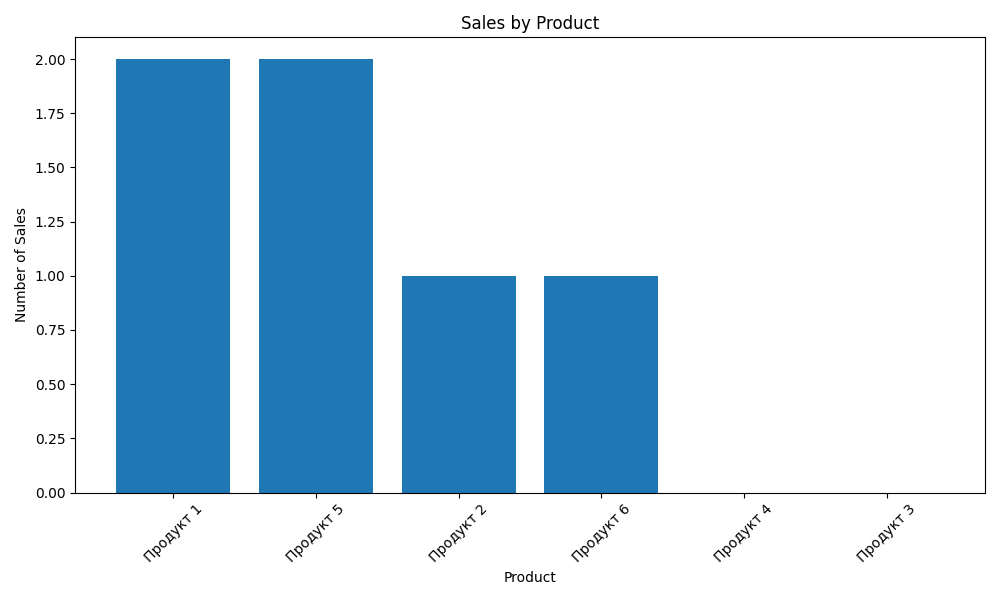 Sales by Product
Number of Sales
2.00
1.75
1.50
1.25
1.00
0.75
0.50
0.25
0.00
Продукт 1
Продукт 5
Продукт 2
Продукт 6
Продукт 4
Продукт 3
Product